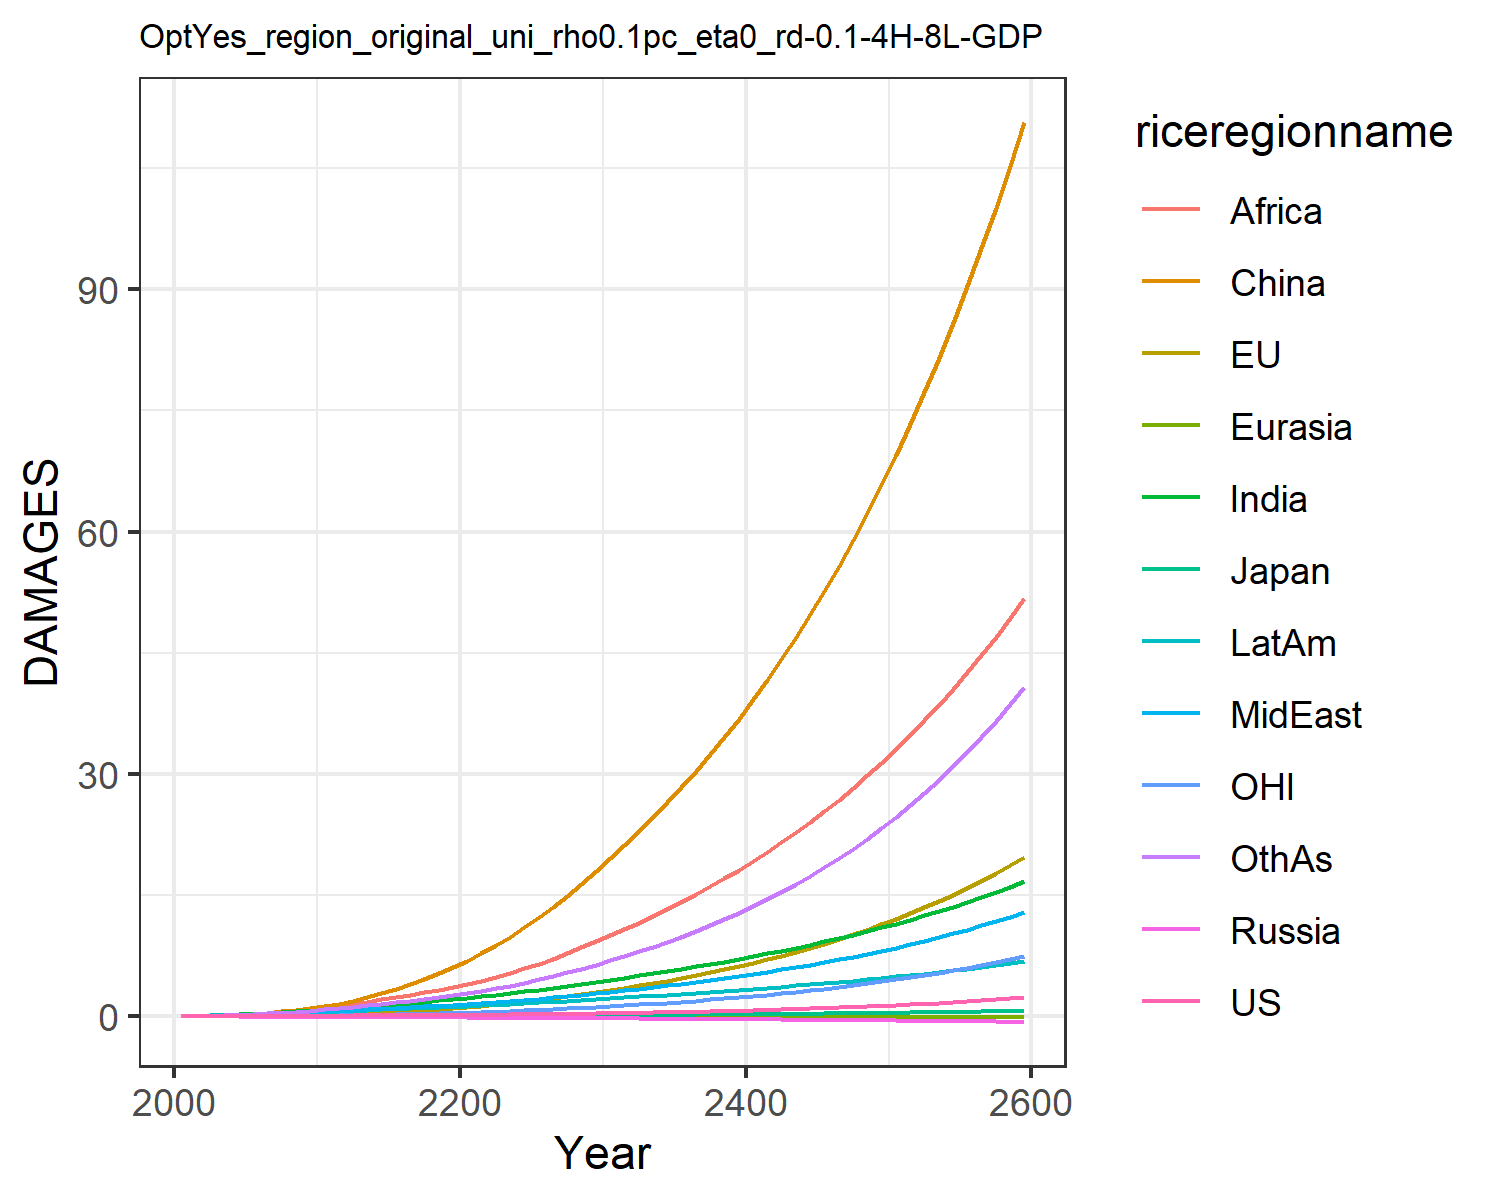 OptYes_region_original_uni_rho0.1pc_eta0_rd-0.1-4H-8L-GDP
DAMAGES
90
60
30
0
2000 2200 2400 2600
Year
riceregionname
Africa
China
EU
Eurasia
India
Japan
LatAm
MidEast
OHI
OthAs
Russia
US